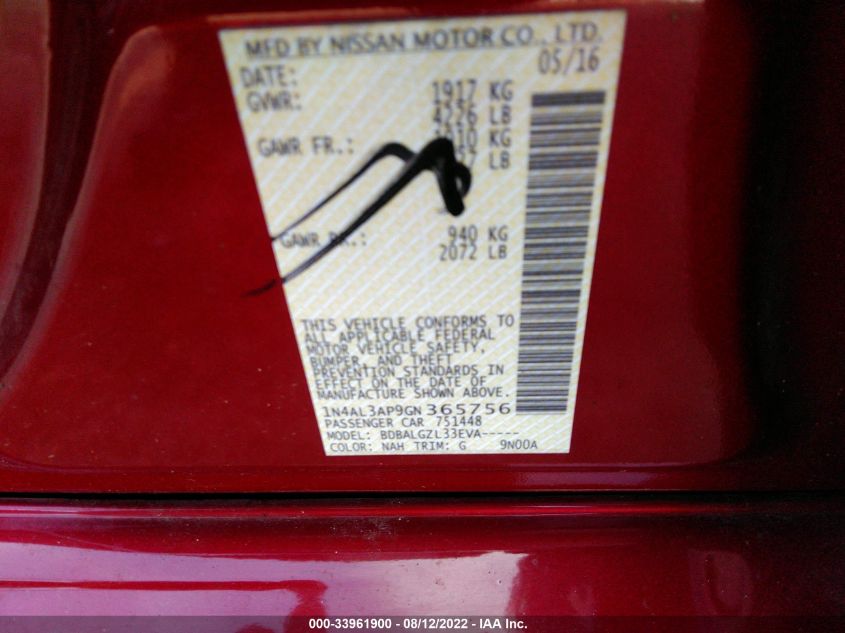 MFD BY NISSAN MOTOR CO., LTD.
DATE: 05/16
GVWR: 1917 KG
4226 LB
GAWR FR.: KG
LB
GAWR RR.: 940 KG
2072 LB
THIS VEHICLE CONFORMS TO
ALL APPLICABLE FEDERAL
MOTOR VEHICLE SAFETY,
BUMPER, AND THEFT
PREVENTION STANDARDS IN
EFFECT ON THE DATE OF
MANUFACTURE SHOWN ABOVE.
1N4AL3AP9GN365756
PASSENGER CAR 751448
MODEL: BDBALGZL33EVA-----
COLOR: NAH TRIM: G 9N00A
000-33961900 - 08/12/2022 - IAA Inc.